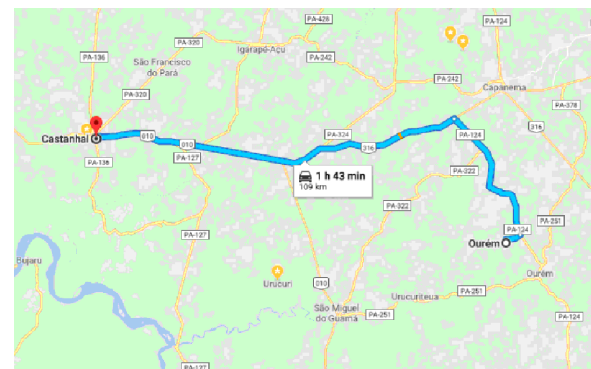 PA-428
PA-124
PA-320
Igarapé-Açu
PA-136
PA-242
São Francisco
do Pará
PA-242
Capanema
PA-320
PA-378
Castanhal
010
010
PA-324
316
PA-124
316
PA-136
PA-127
1 h 43 min
109 km
PA-322
PA-322
PA-251
PA-124
PA-127
Ourém
Bujaru
Ourém
Urucuri
010
Urucuriteua
PA-251
São Miguel
do Guamá
PA-251
PA-127